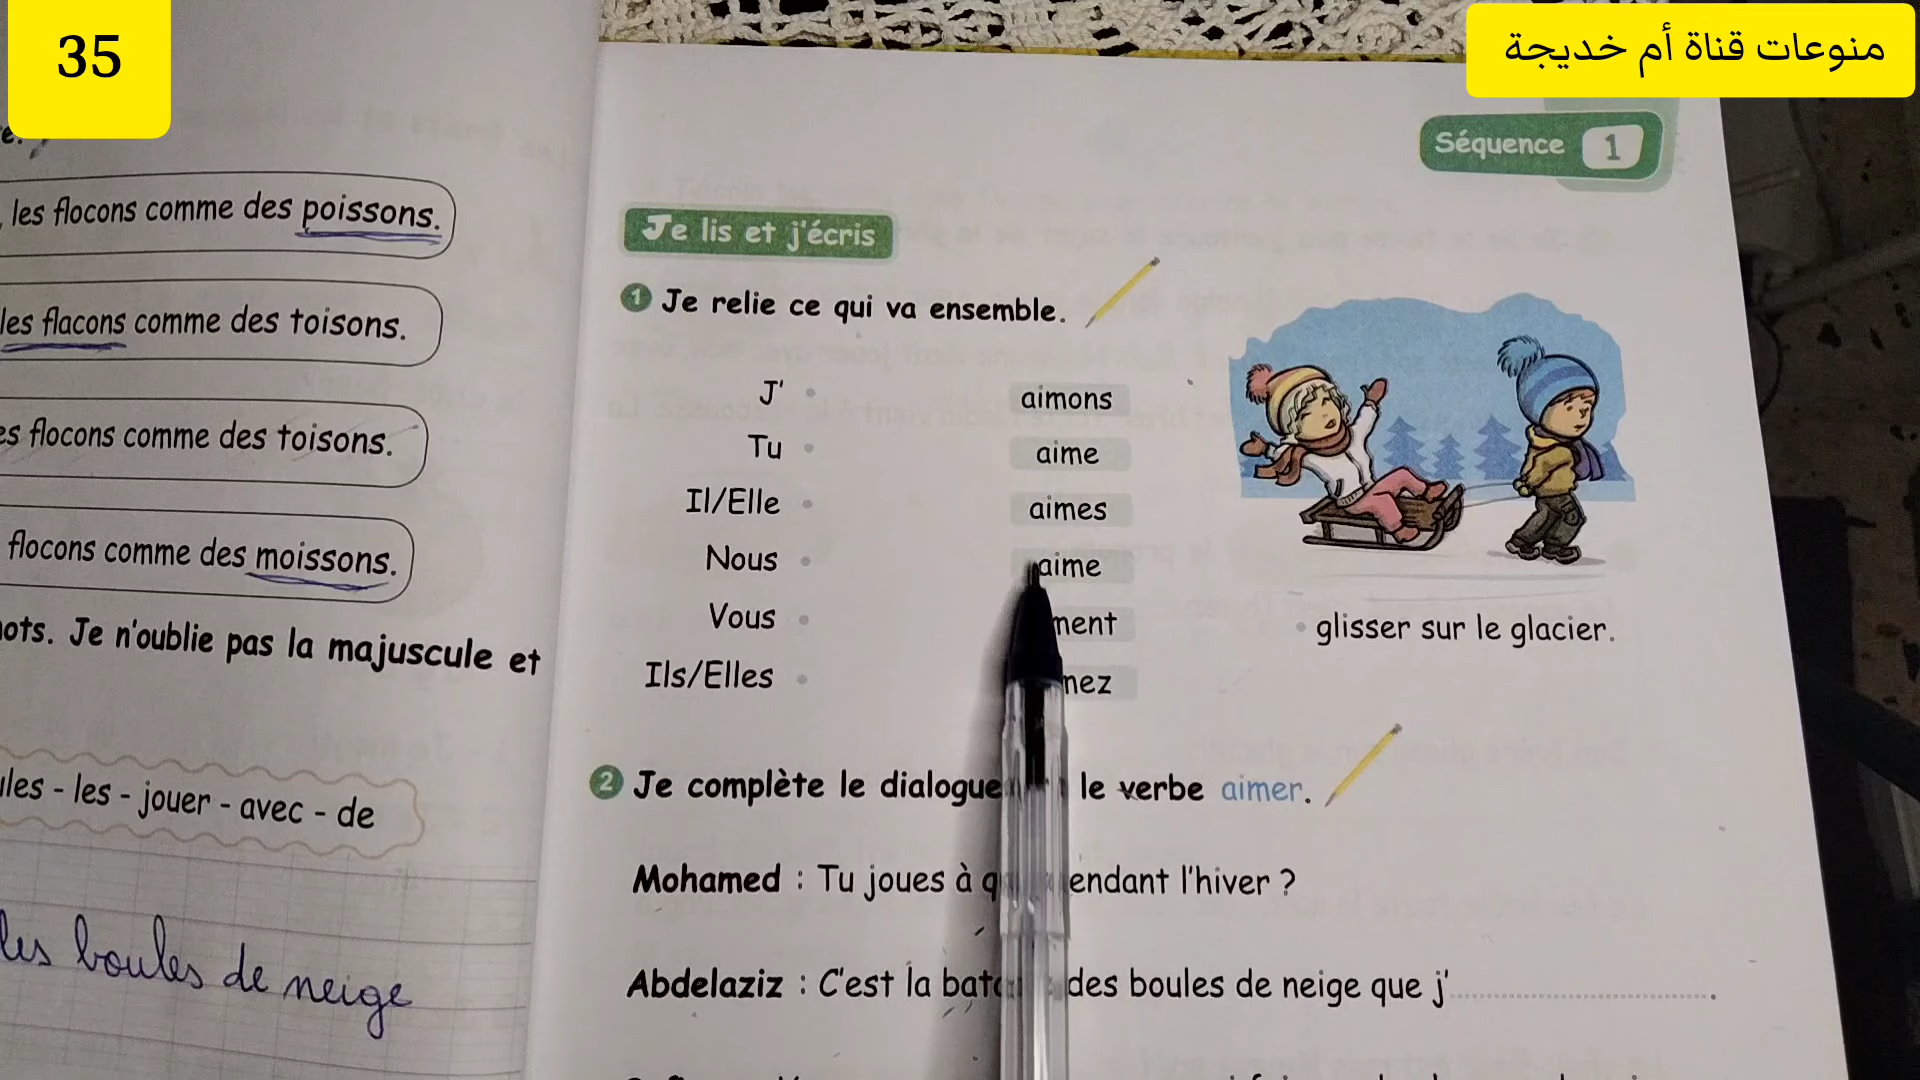 35
منوعات قناة أم خديجة
les flocons comme des poissons.
les flacons comme des toisons.
es flocons comme des toisons.
flocons comme des moissons.
ots. Je n'oublie pas la majuscule et
les - les - jouer - avec - de
les boules de neige
Séquence 1
Je lis et j'écris
1 Je relie ce qui va ensemble.
J' • aimons
Tu • aime
Il/Elle • aimes
Nous • aime
Vous • ment
Ils/Elles • nez
• glisser sur le glacier.
2 Je complète le dialogue le verbe aimer.
Mohamed : Tu joues à q endant l'hiver ?
Abdelaziz : C'est la bata des boules de neige que j'..............................